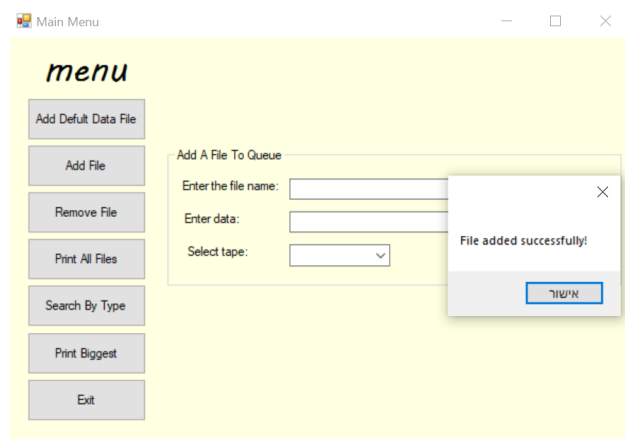 Main Menu
menu
Add Defult Data File
Add File
Remove File
Print All Files
Search By Type
Print Biggest
Exit
Add A File To Queue
Enter the file name:
Enter data:
Select tape:
File added successfully!
אישור